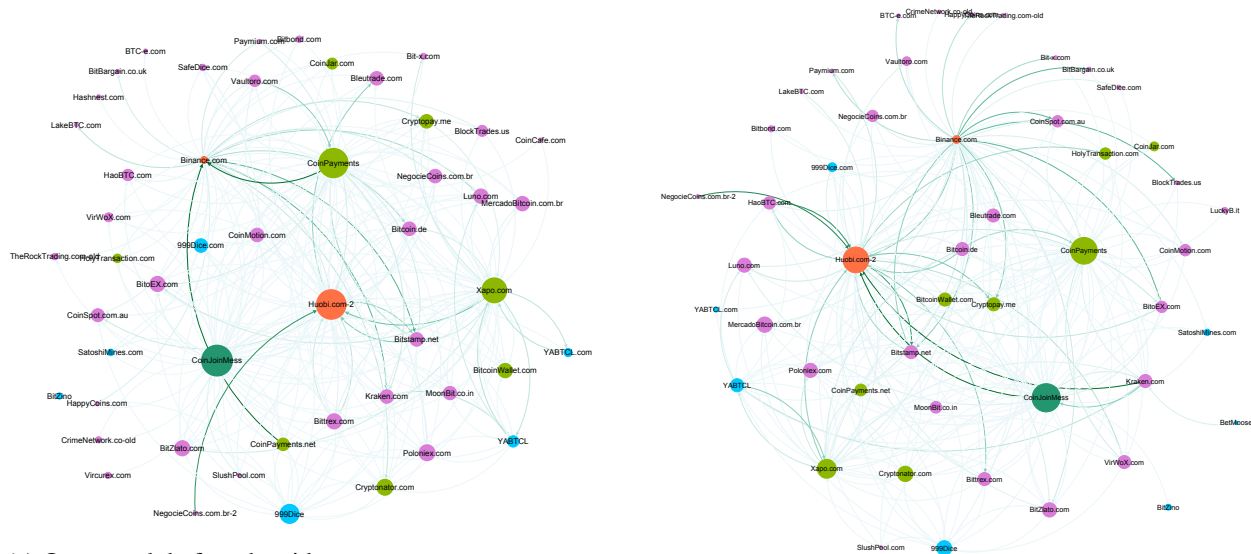 Paymium.com
Bitbond.com
BTC-e.com
Bit-x.com
SafeDice.com
CoinJar.com
BitBargain.co.uk
Vaultoro.com
Bleutrade.com
Hashnest.com
LakeBTC.com
Cryptopay.me
BlockTrades.us
CoinCafe.com
Binance.com
CoinPayments
HaoBTC.com
NegocieCoins.com.br
Luno.com
MercadoBitcoin.com.br
VirWoX.com
CoinMotion.com
Bitcoin.de
999Dice.com
TheRockTrading.com-old
HolyTransaction.com
BitoEX.com
Xapo.com
Huobi.com-2
CoinSpot.com.au
Bitstamp.net
SatoshiMines.com
CoinJoinMess
YABTCL.com
BitcoinWallet.com
BitZino
HappyCoins.com
Kraken.com
MoonBit.co.in
Bittrex.com
CrimeNetwork.co-old
BitZlato.com
CoinPayments.net
YABTCL
Poloniex.com
Vircurex.com
SlushPool.com
Cryptonator.com
NegocieCoins.com.br-2
999Dice
CrimeNetwork.co-old
BTC-e.com
TheRockTrading.com-old
Vaultoro.com
Bit-x.com
Paymium.com
BitBargain.co.uk
LakeBTC.com
SafeDice.com
NegocieCoins.com.br
CoinSpot.com.au
Bitbond.com
Binance.com
CoinJar.com
HolyTransaction.com
999Dice.com
BlockTrades.us
NegocieCoins.com.br-2
HaoBTC.com
LuckyB.it
Bleutrade.com
Bitcoin.de
CoinPayments
CoinMotion.com
Huobi.com-2
Luno.com
BitcoinWallet.com
Cryptopay.me
BitoEX.com
YABTCL.com
MercadoBitcoin.com.br
SatoshiMines.com
Bitstamp.net
Poloniex.com
YABTCL
CoinPayments.net
Kraken.com
CoinJoinMess
MoonBit.co.in
BetMoose
VirWoX.com
Xapo.com
Cryptonator.com
Bittrex.com
BitZlato.com
BitZino
SlushPool.com
999Dice